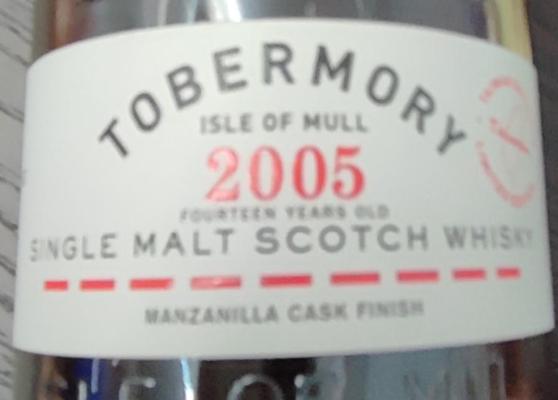 TOBERMORY
ISLE OF MULL
2005
FOURTEEN YEARS OLD
SINGLE MALT SCOTCH WHISKY
MANZANILLA CASK FINISH